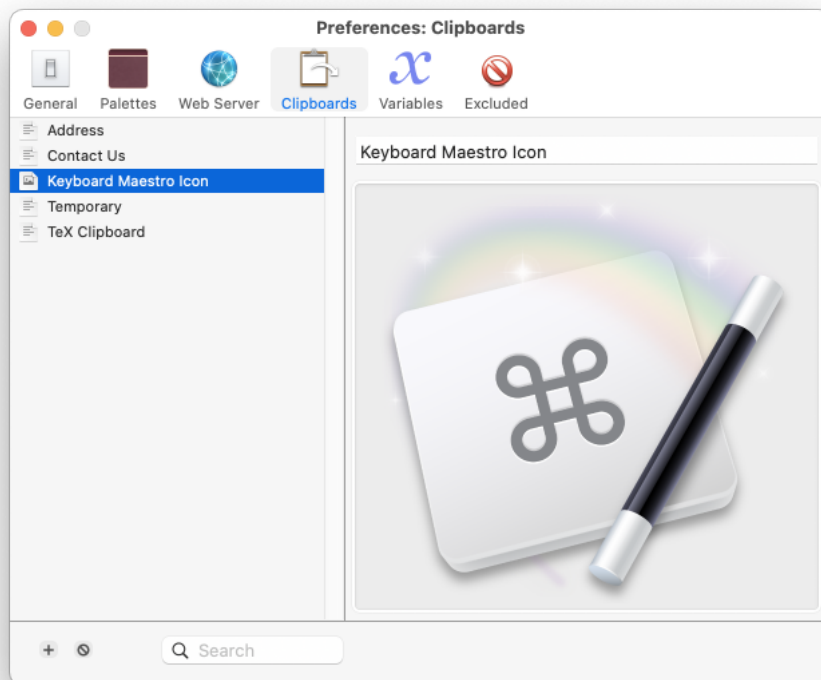 Preferences: Clipboards
General Palettes Web Server Clipboards Variables Excluded
Address
Contact Us
Keyboard Maestro Icon
Temporary
TeX Clipboard
Keyboard Maestro Icon
Search